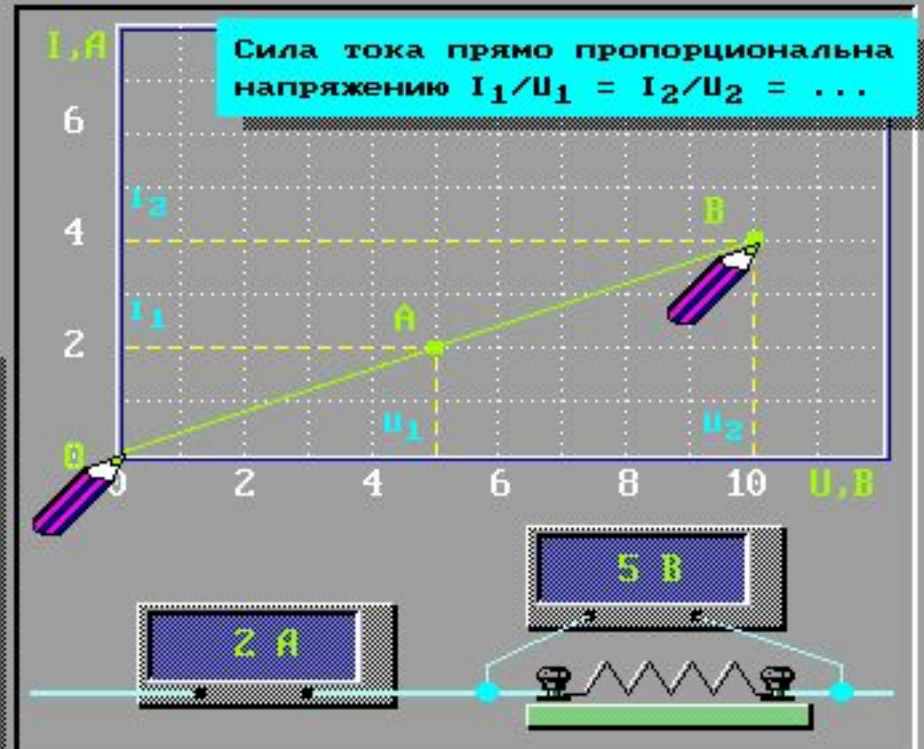 I,A
Сила тока прямо пропорциональна
напряжению I₁/U₁ = I₂/U₂ = ...
6
I₂
B
4
I₁
A
2
U₁
U₂
0
0 2 4 6 8 10 U,В
5 В
2 А